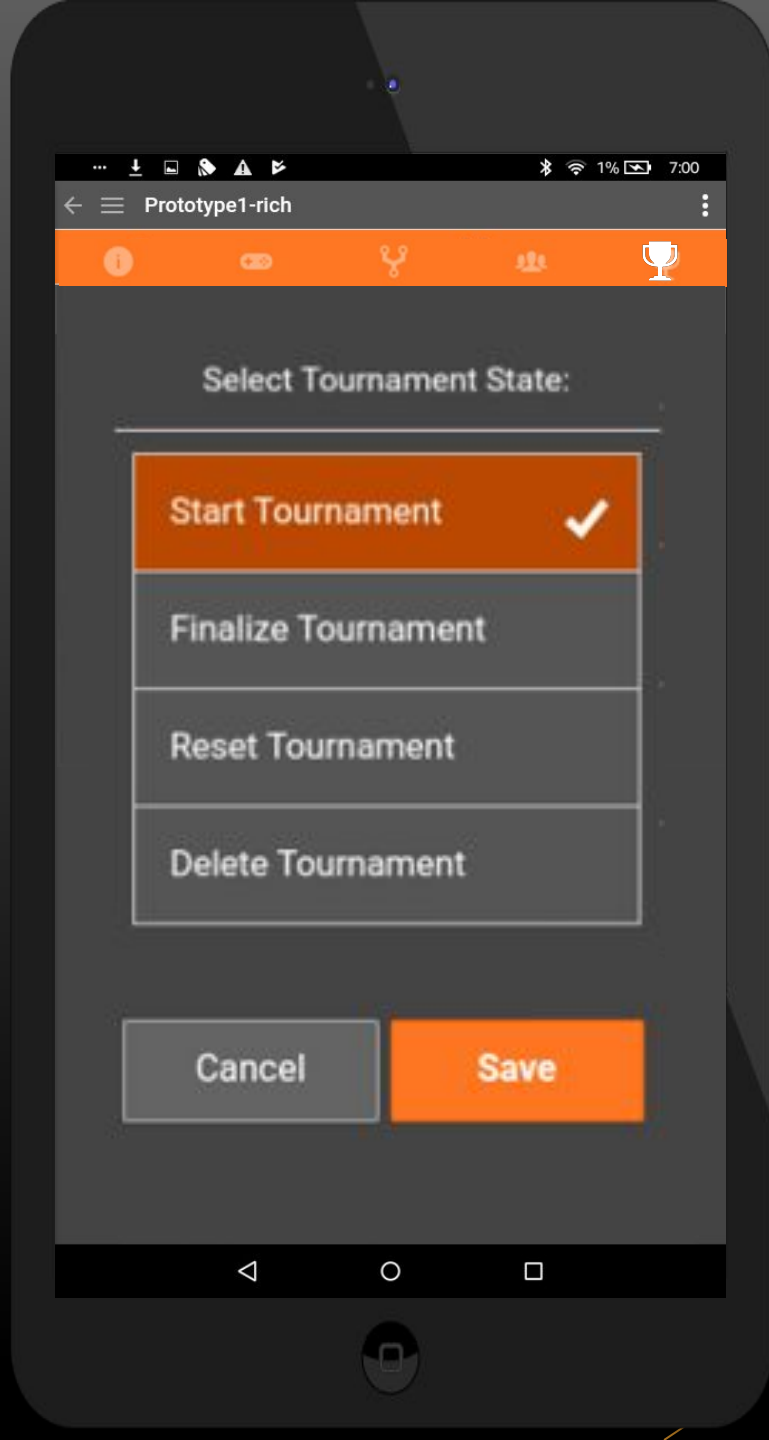 1% 7:00
Prototype1-rich
Select Tournament State:
Start Tournament
Finalize Tournament
Reset Tournament
Delete Tournament
Cancel Save